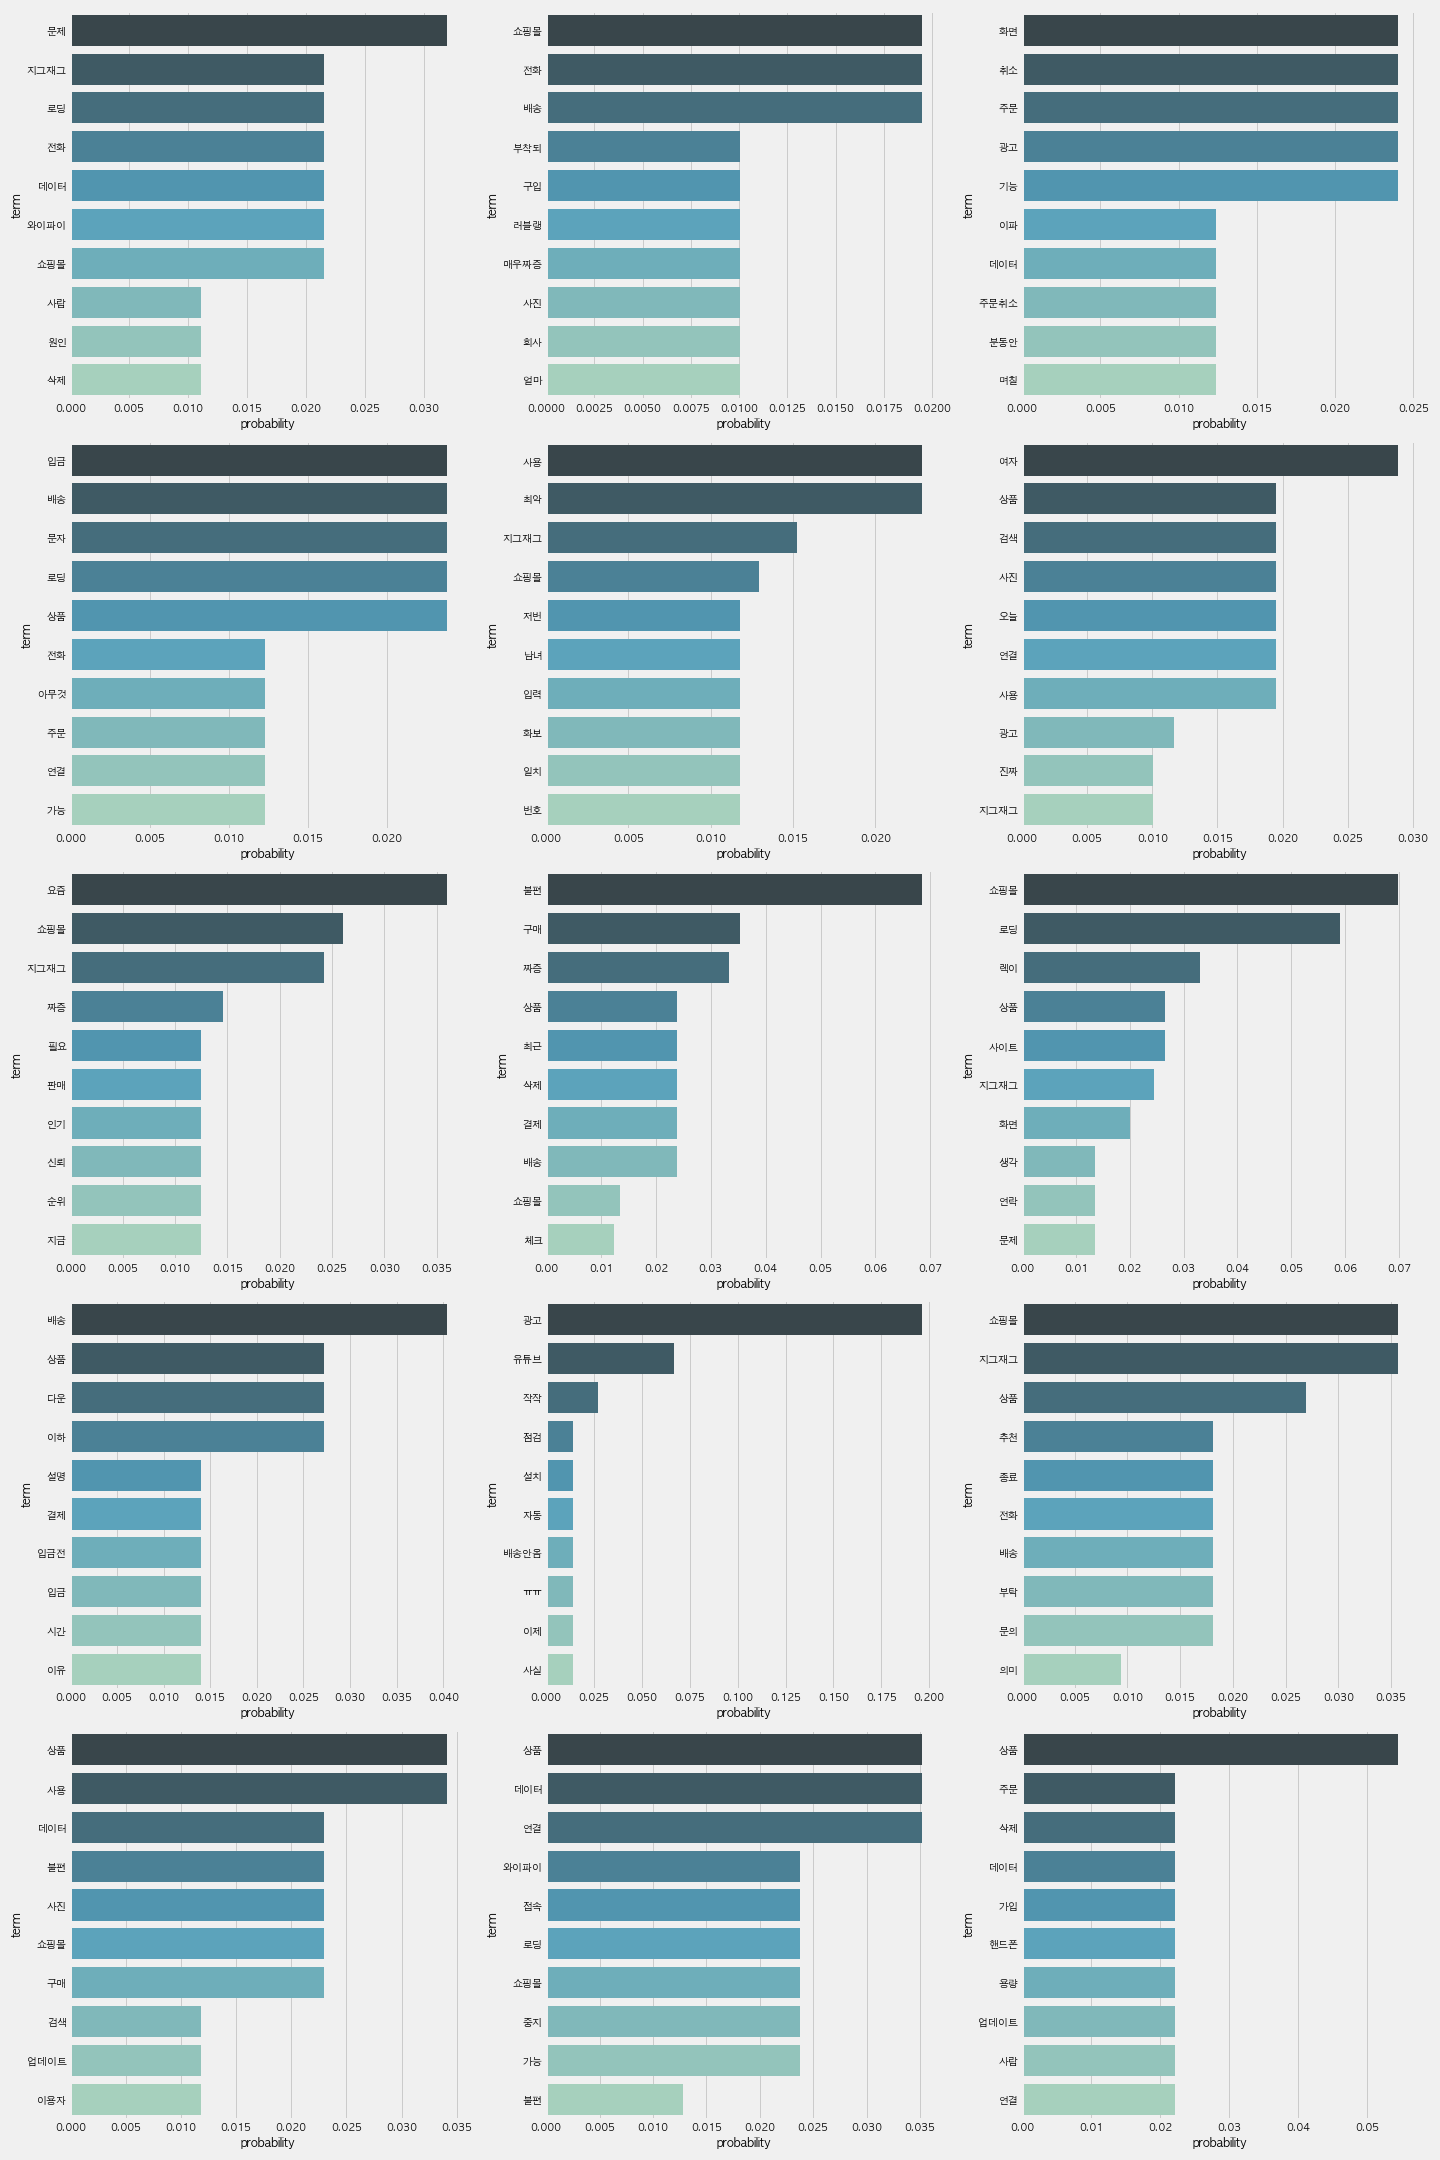 문제
지그재그
로딩
전화
데이터
와이파이
쇼핑몰
사람
원인
삭제
term
0.000 0.005 0.010 0.015 0.020 0.025 0.030
probability
쇼핑몰
전화
배송
부착되
구입
러블랭
매우짜증
사진
회사
얼마
term
0.0000 0.0025 0.0050 0.0075 0.0100 0.0125 0.0150 0.0175 0.0200
probability
화면
취소
주문
광고
기능
이파
데이터
주문취소
분동안
며칠
term
0.000 0.005 0.010 0.015 0.020 0.025
probability
입금
배송
문자
로딩
상품
전화
아무것
주문
연결
가능
term
0.000 0.005 0.010 0.015 0.020
probability
사용
최악
지그재그
쇼핑몰
저번
남녀
입력
화보
일치
번호
term
0.000 0.005 0.010 0.015 0.020
probability
여자
상품
검색
사진
오늘
연결
사용
광고
진짜
지그재그
term
0.000 0.005 0.010 0.015 0.020 0.025 0.030
probability
요즘
쇼핑몰
지그재그
짜증
필요
판매
인기
신뢰
순위
지금
term
0.000 0.005 0.010 0.015 0.020 0.025 0.030 0.035
probability
불편
구매
짜증
상품
최근
삭제
결제
배송
쇼핑몰
체크
term
0.00 0.01 0.02 0.03 0.04 0.05 0.06 0.07
probability
쇼핑몰
로딩
렉이
상품
사이트
지그재그
화면
생각
연락
문제
term
0.00 0.01 0.02 0.03 0.04 0.05 0.06 0.07
probability
배송
상품
다운
이하
설명
결제
입금전
입금
시간
이유
term
0.000 0.005 0.010 0.015 0.020 0.025 0.030 0.035 0.040
probability
광고
유튜브
작작
점검
설치
자동
배송안옴
ㅠㅠ
이제
사실
term
0.000 0.025 0.050 0.075 0.100 0.125 0.150 0.175 0.200
probability
쇼핑몰
지그재그
상품
추천
종료
전화
배송
부탁
문의
의미
term
0.000 0.005 0.010 0.015 0.020 0.025 0.030 0.035
probability
상품
사용
데이터
불편
사진
쇼핑몰
구매
검색
업데이트
이용자
term
0.000 0.005 0.010 0.015 0.020 0.025 0.030 0.035
probability
상품
데이터
연결
와이파이
접속
로딩
쇼핑몰
중지
가능
불편
term
0.000 0.005 0.010 0.015 0.020 0.025 0.030 0.035
probability
상품
주문
삭제
데이터
가입
핸드폰
용량
업데이트
사람
연결
term
0.00 0.01 0.02 0.03 0.04 0.05
probability